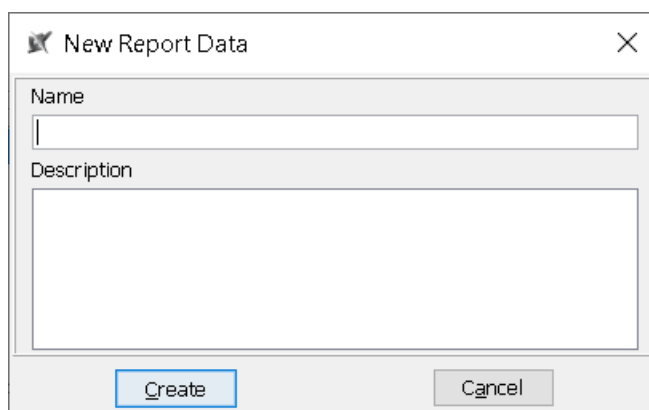 New Report Data
Name
Description
Create
Cancel